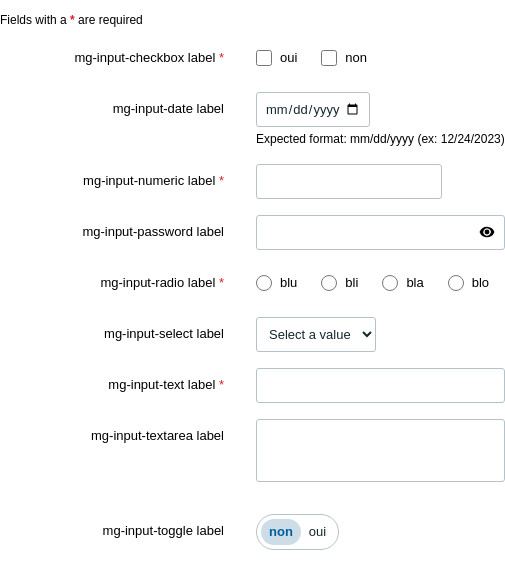 Fields with a * are required
mg-input-checkbox label * oui non
mg-input-date label mm/dd/yyyy
Expected format: mm/dd/yyyy (ex: 12/24/2023)
mg-input-numeric label *
mg-input-password label
mg-input-radio label * blu bli bla blo
mg-input-select label Select a value
mg-input-text label *
mg-input-textarea label
mg-input-toggle label non oui